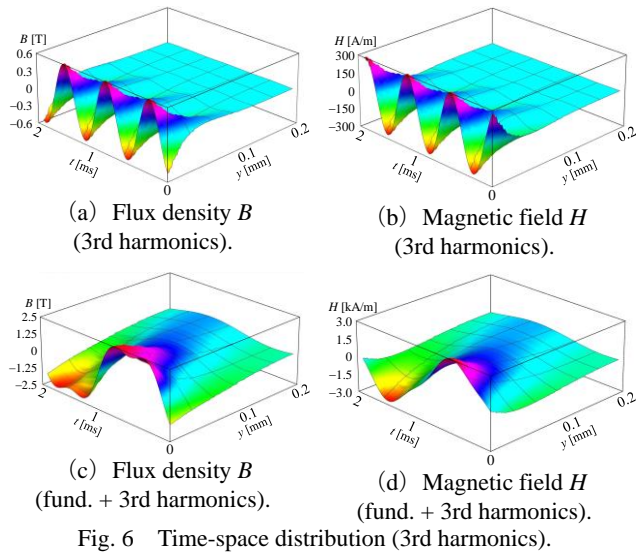 B [T]
0.6
0.3
0
−0.3
−0.6
2
1
0
t [ms]
0.2
0.1
y [mm]
(a) Flux density B
(3rd harmonics).
H [A/m]
300
150
0
−150
−300
2
1
0
t [ms]
0.2
0.1
y [mm]
(b) Magnetic field H
(3rd harmonics).
B [T]
2.5
1.25
0
−1.25
−2.5
2
1
0
t [ms]
0.2
0.1
y [mm]
(c) Flux density B
(fund. + 3rd harmonics).
H [kA/m]
3.0
1.5
0
−1.5
−3.0
2
1
0
t [ms]
0.2
0.1
y [mm]
(d) Magnetic field H
(fund. + 3rd harmonics).
Fig. 6 Time-space distribution (3rd harmonics).